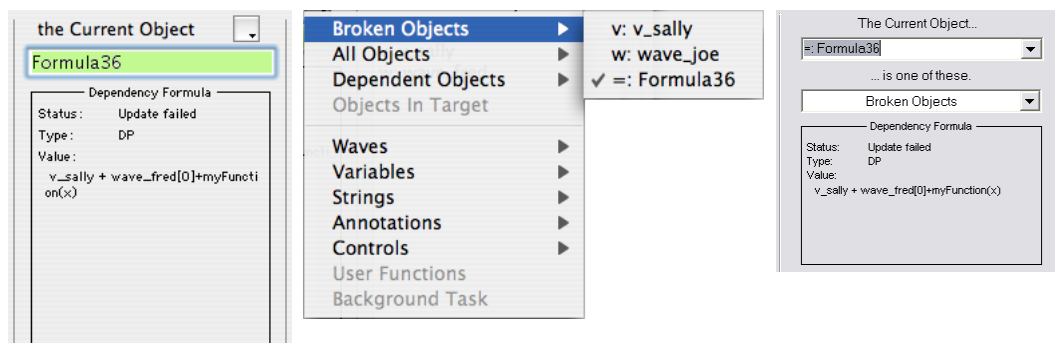 the Current Object
Formula36
Dependency Formula
Status: Update failed
Type: DP
Value:
v_sally + wave_fred[0]+myFuncti
on(x)
Broken Objects
All Objects
Dependent Objects
Objects In Target
Waves
Variables
Strings
Annotations
Controls
User Functions
Background Task
v: v_sally
w: wave_joe
✓ =: Formula36
The Current Object...
=: Formula36
... is one of these.
Broken Objects
Dependency Formula
Status: Update failed
Type: DP
Value:
v_sally + wave_fred[0]+myFunction(x)